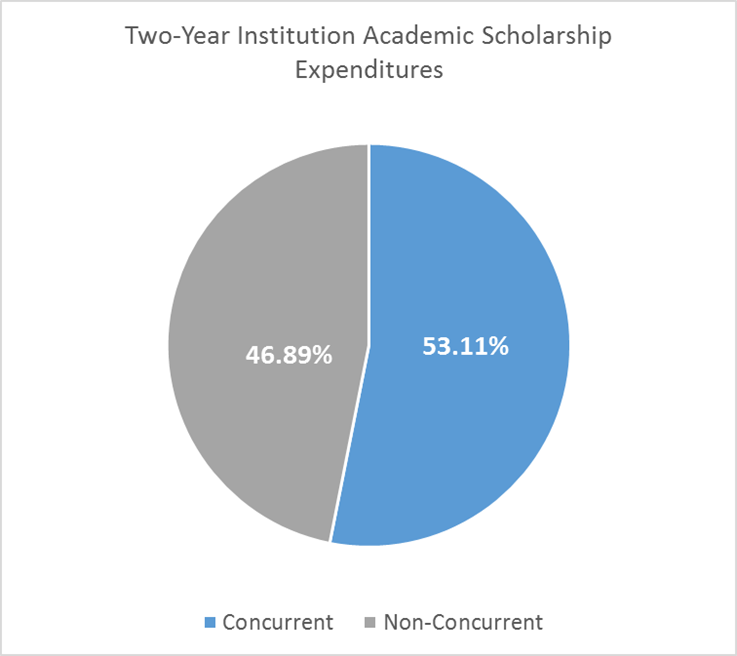 Two-Year Institution Academic Scholarship
Expenditures
46.89%
53.11%
Concurrent
Non-Concurrent